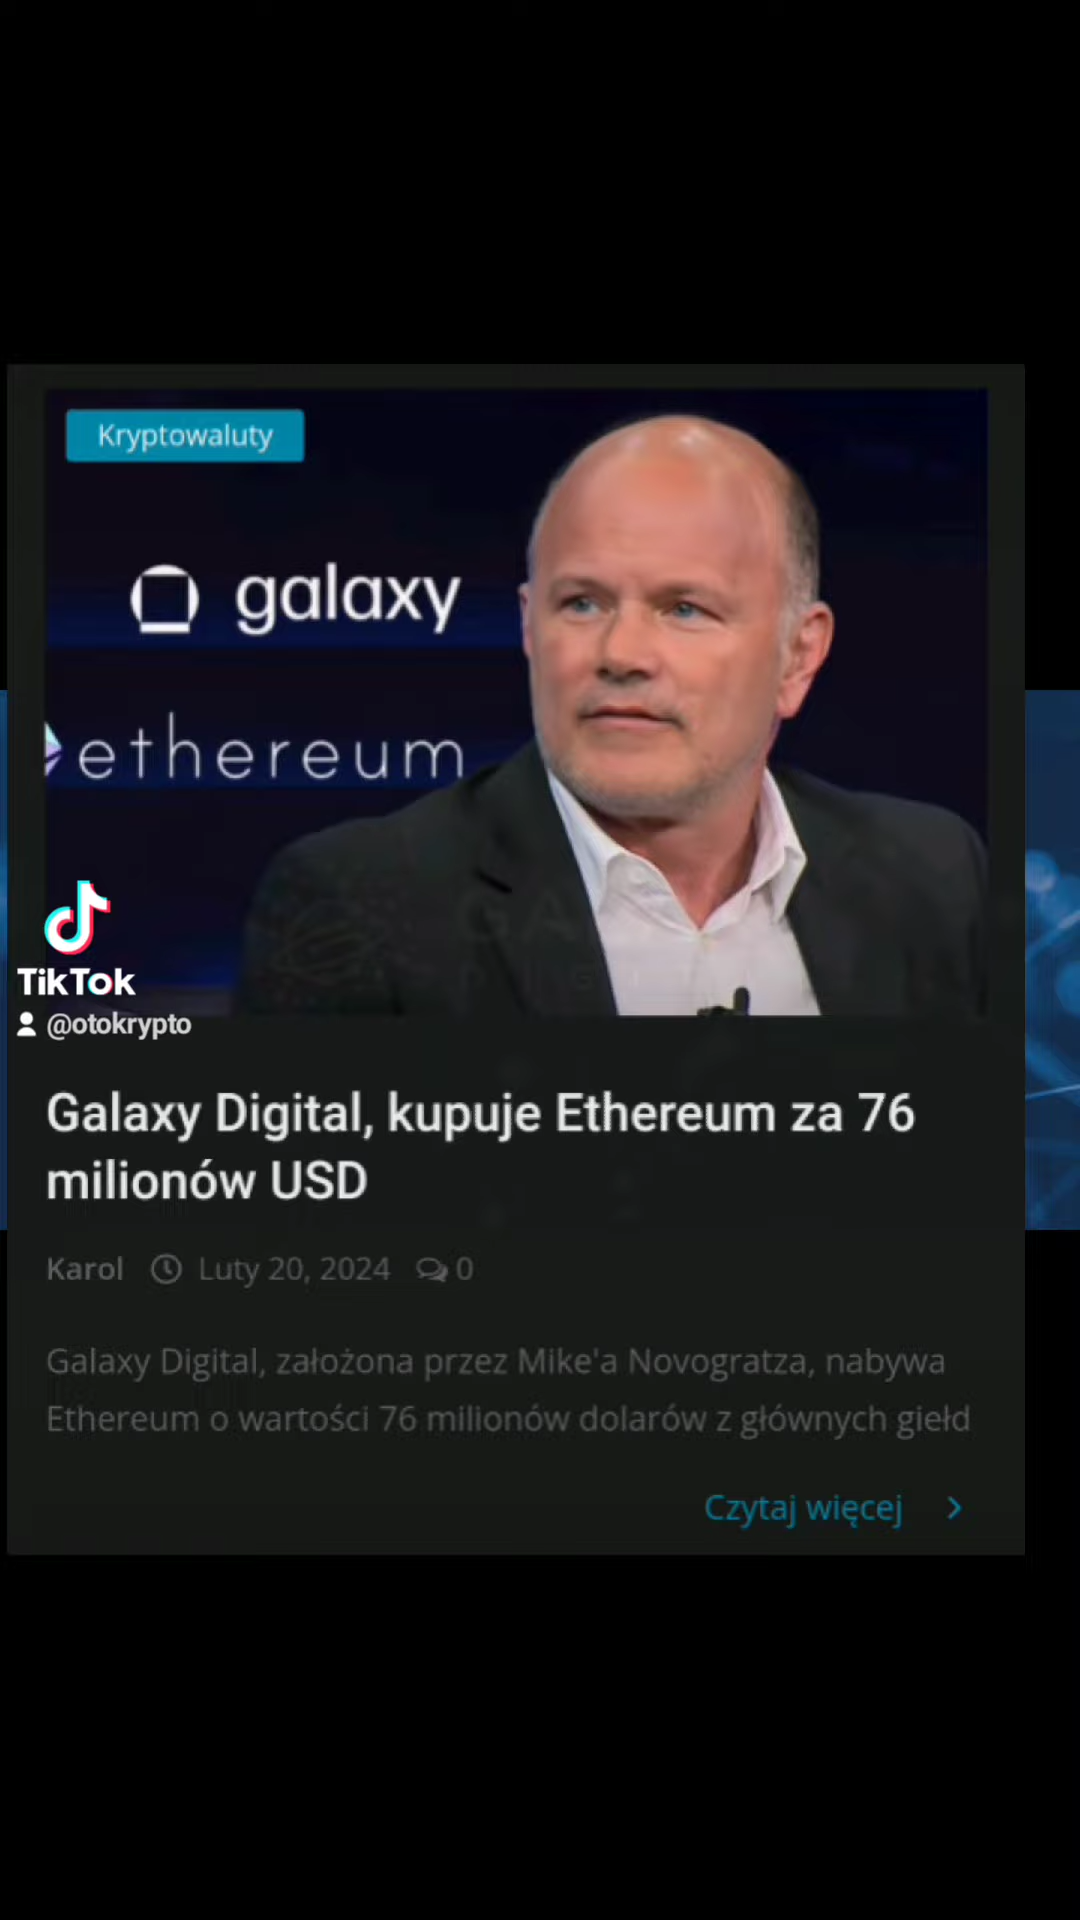 Kryptowaluty
galaxy
ethereum
TikTok
@otokrypto
Galaxy Digital, kupuje Ethereum za 76
milionów USD
Karol Luty 20, 2024 0
Galaxy Digital, założona przez Mike'a Novogratza, nabywa
Ethereum o wartości 76 milionów dolarów z głównych giełd
Czytaj więcej